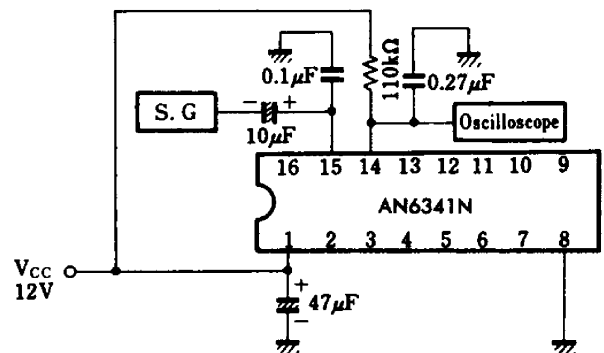 0.1μF
110kΩ
0.27μF
S. G
− +
10μF
Oscilloscope
16 15 14 13 12 11 10 9
AN6341N
1 2 3 4 5 6 7 8
VCC
12V
+
47μF
−